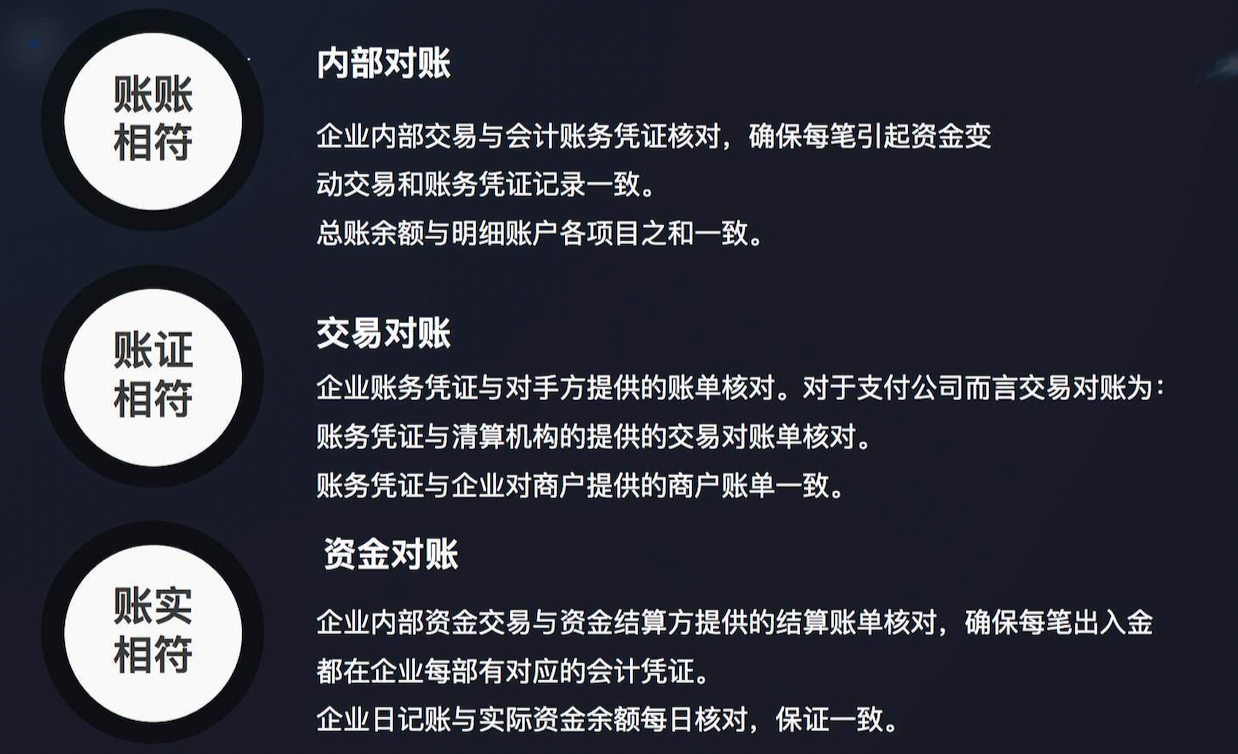 账账
相符
内部对账
企业内部交易与会计账务凭证核对，确保每笔引起资金变
动交易和账务凭证记录一致。
总账余额与明细账户各项目之和一致。
账证
相符
交易对账
企业账务凭证与对手方提供的账单核对。对于支付公司而言交易对账为：
账务凭证与清算机构的提供的交易对账单核对。
账务凭证与企业对商户提供的商户账单一致。
账实
相符
资金对账
企业内部资金交易与资金结算方提供的结算账单核对，确保每笔出入金
都在企业每部有对应的会计凭证。
企业日记账与实际资金余额每日核对，保证一致。